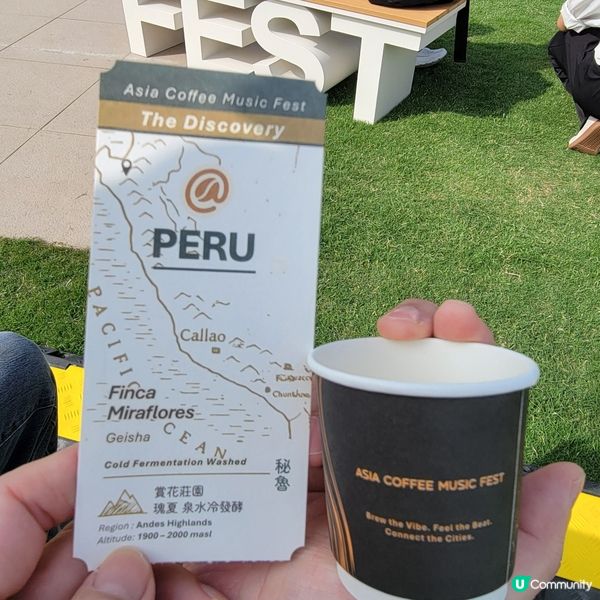 FEST
Asia Coffee Music Fest
The Discovery
@
PERU
PACIFIC
OCEAN
Callao
Finca
Miraflores
Geisha
Cold Fermentation Washed
秘魯
賞花莊園
瑰夏 泉水冷發酵
Region : Andes Highlands
Altitude: 1900 – 2000 masl
ASIA COFFEE MUSIC FEST
Brew the Vibe. Feel the Beat.
Connect the Cities.
U Community